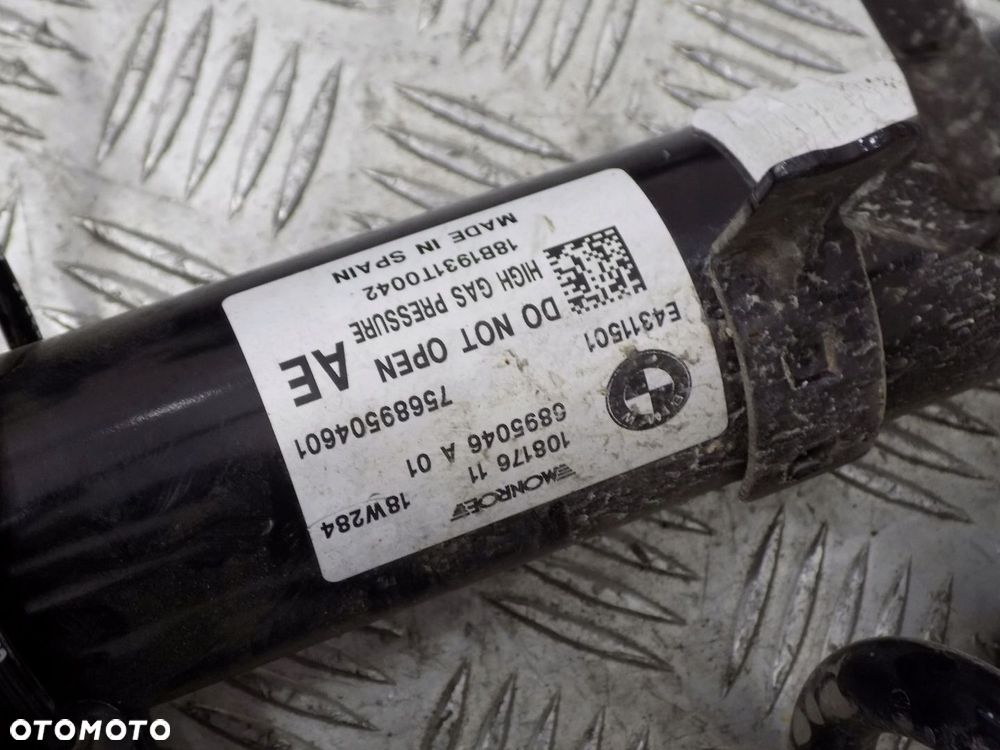 MONROE
18W284
108176 11
6895046 A 01
75689504601
E4311501
DO NOT OPEN
AE
HIGH GAS PRESSURE
18B1931T0042
MADE IN SPAIN
OTOMOTO